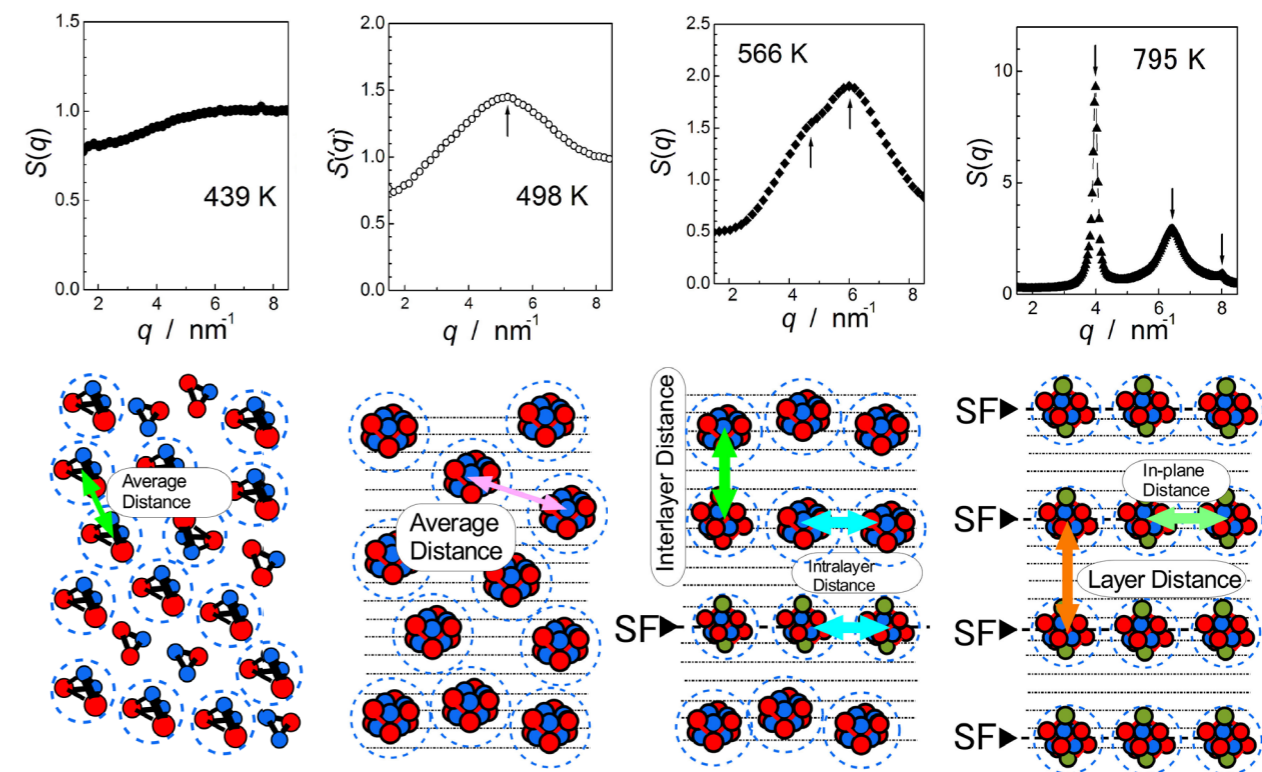 1.5
1.0
0.5
0.0
S(q)
439 K
2
4
6
8
q / nm-1
2.0
1.5
1.0
0.5
0.0
S(q)
498 K
2
4
6
8
q / nm-1
2.5
2.0
1.5
1.0
0.5
0.0
S(q)
566 K
2
4
6
8
q / nm-1
10
5
0
S(q)
795 K
2
4
6
8
q / nm-1
Average
Distance
Average
Distance
Interlayer Distance
Intralayer
Distance
SF
SF
In-plane
Distance
SF
Layer Distance
SF
SF